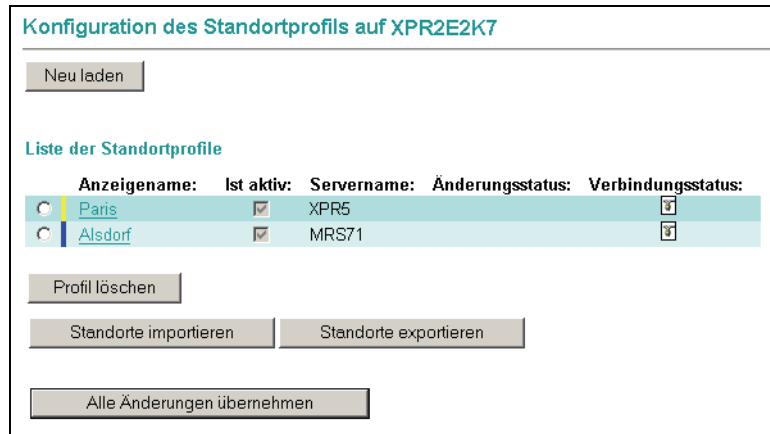 Konfiguration des Standortprofils auf XPR2E2K7
Neu laden
Liste der Standortprofile
Anzeigename: Ist aktiv: Servername: Änderungsstatus: Verbindungsstatus:
Paris XPR5
Alsdorf MRS71
Profil löschen
Standorte importieren Standorte exportieren
Alle Änderungen übernehmen